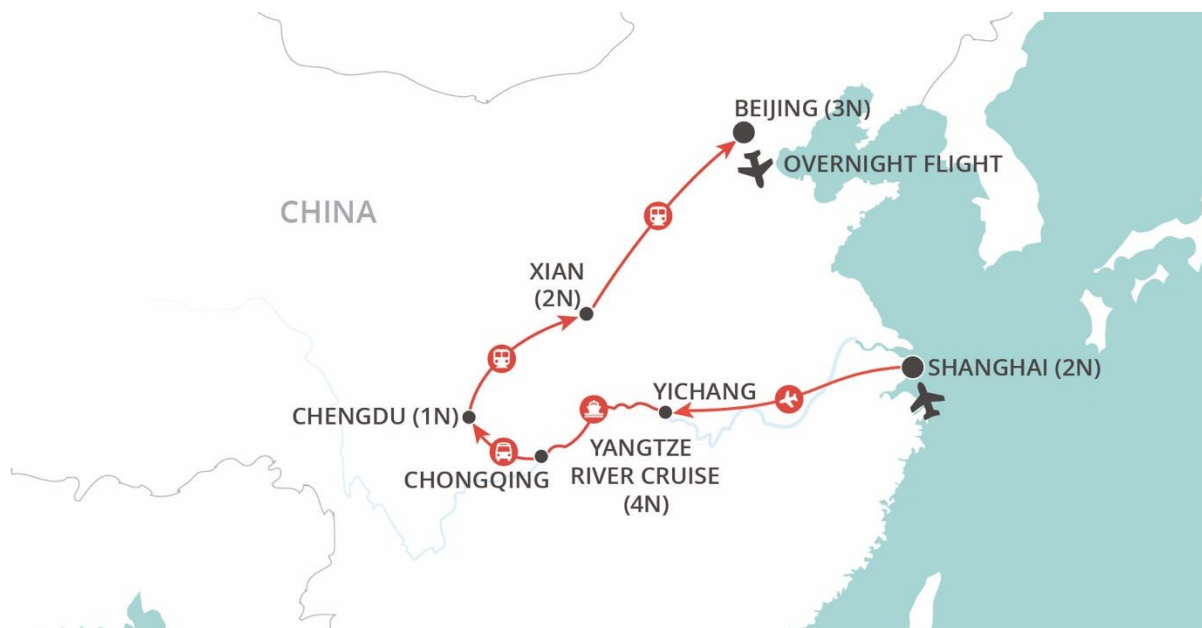 BEIJING (3N)
OVERNIGHT FLIGHT
CHINA
XIAN
(2N)
SHANGHAI (2N)
YICHANG
CHENGDU (1N)
YANGTZE
RIVER CRUISE
(4N)
CHONGQING